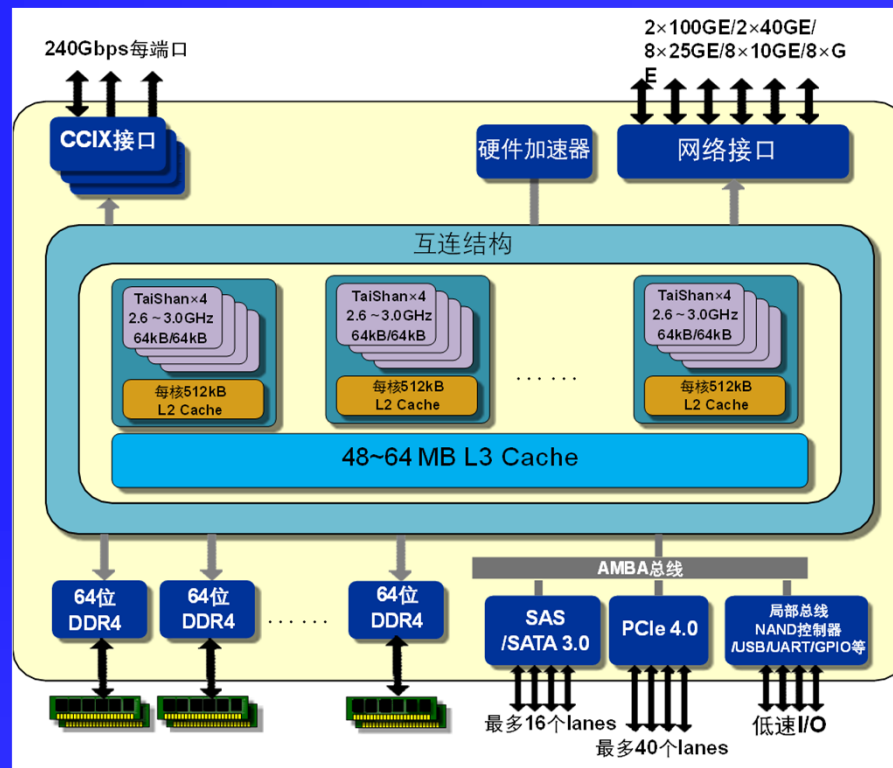 240Gbps每端口
2×100GE/2×40GE/
8×25GE/8×10GE/8×G
E
CCIX接口
硬件加速器
网络接口
互连结构
TaiShan×4
2.6～3.0GHz
64kB/64kB
每核512kB
L2 Cache
TaiShan×4
2.6～3.0GHz
64kB/64kB
每核512kB
L2 Cache
……
TaiShan×4
2.6～3.0GHz
64kB/64kB
每核512kB
L2 Cache
48~64 MB L3 Cache
AMBA总线
64位
DDR4
64位
DDR4
……
64位
DDR4
SAS
/SATA 3.0
PCIe 4.0
局部总线
NAND控制器
/USB/UART/GPIO等
最多16个lanes
最多40个lanes
低速I/O